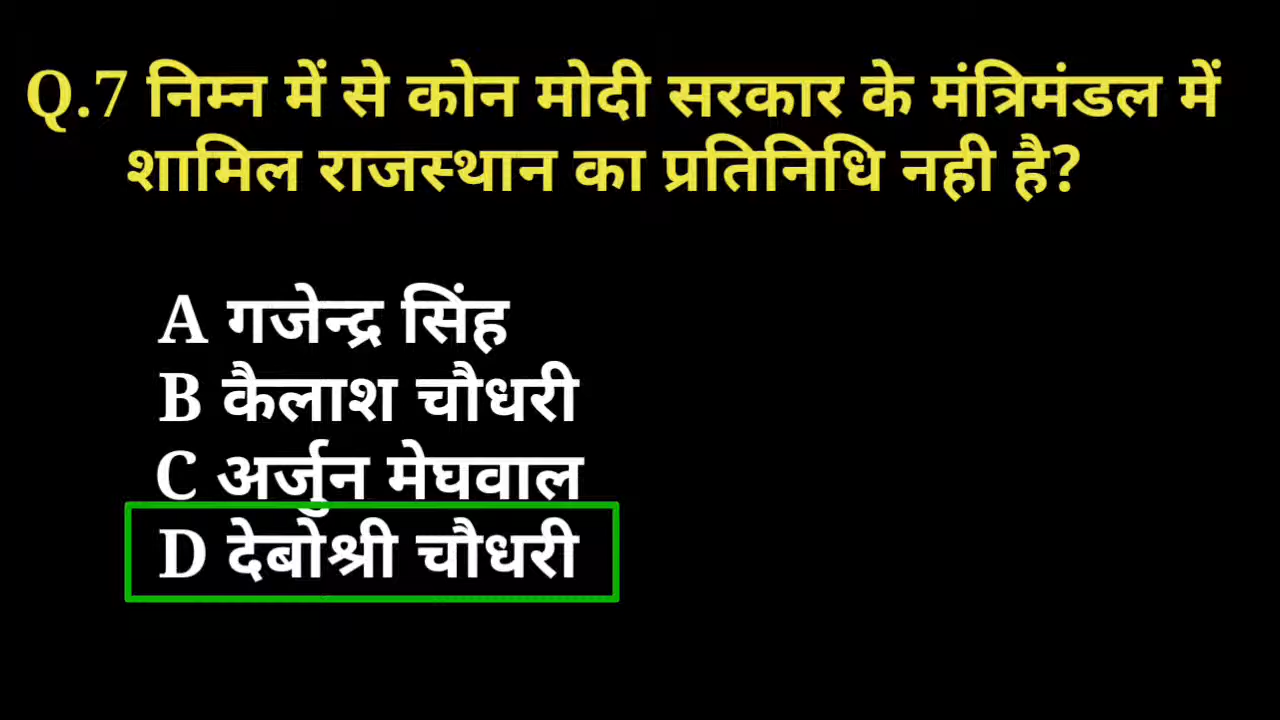 Q.7 निम्न में से कोन मोदी सरकार के मंत्रिमंडल में
शामिल राजस्थान का प्रतिनिधि नही है?
A गजेन्द्र सिंह
B कैलाश चौधरी
C अर्जुन मेघवाल
D देबोश्री चौधरी